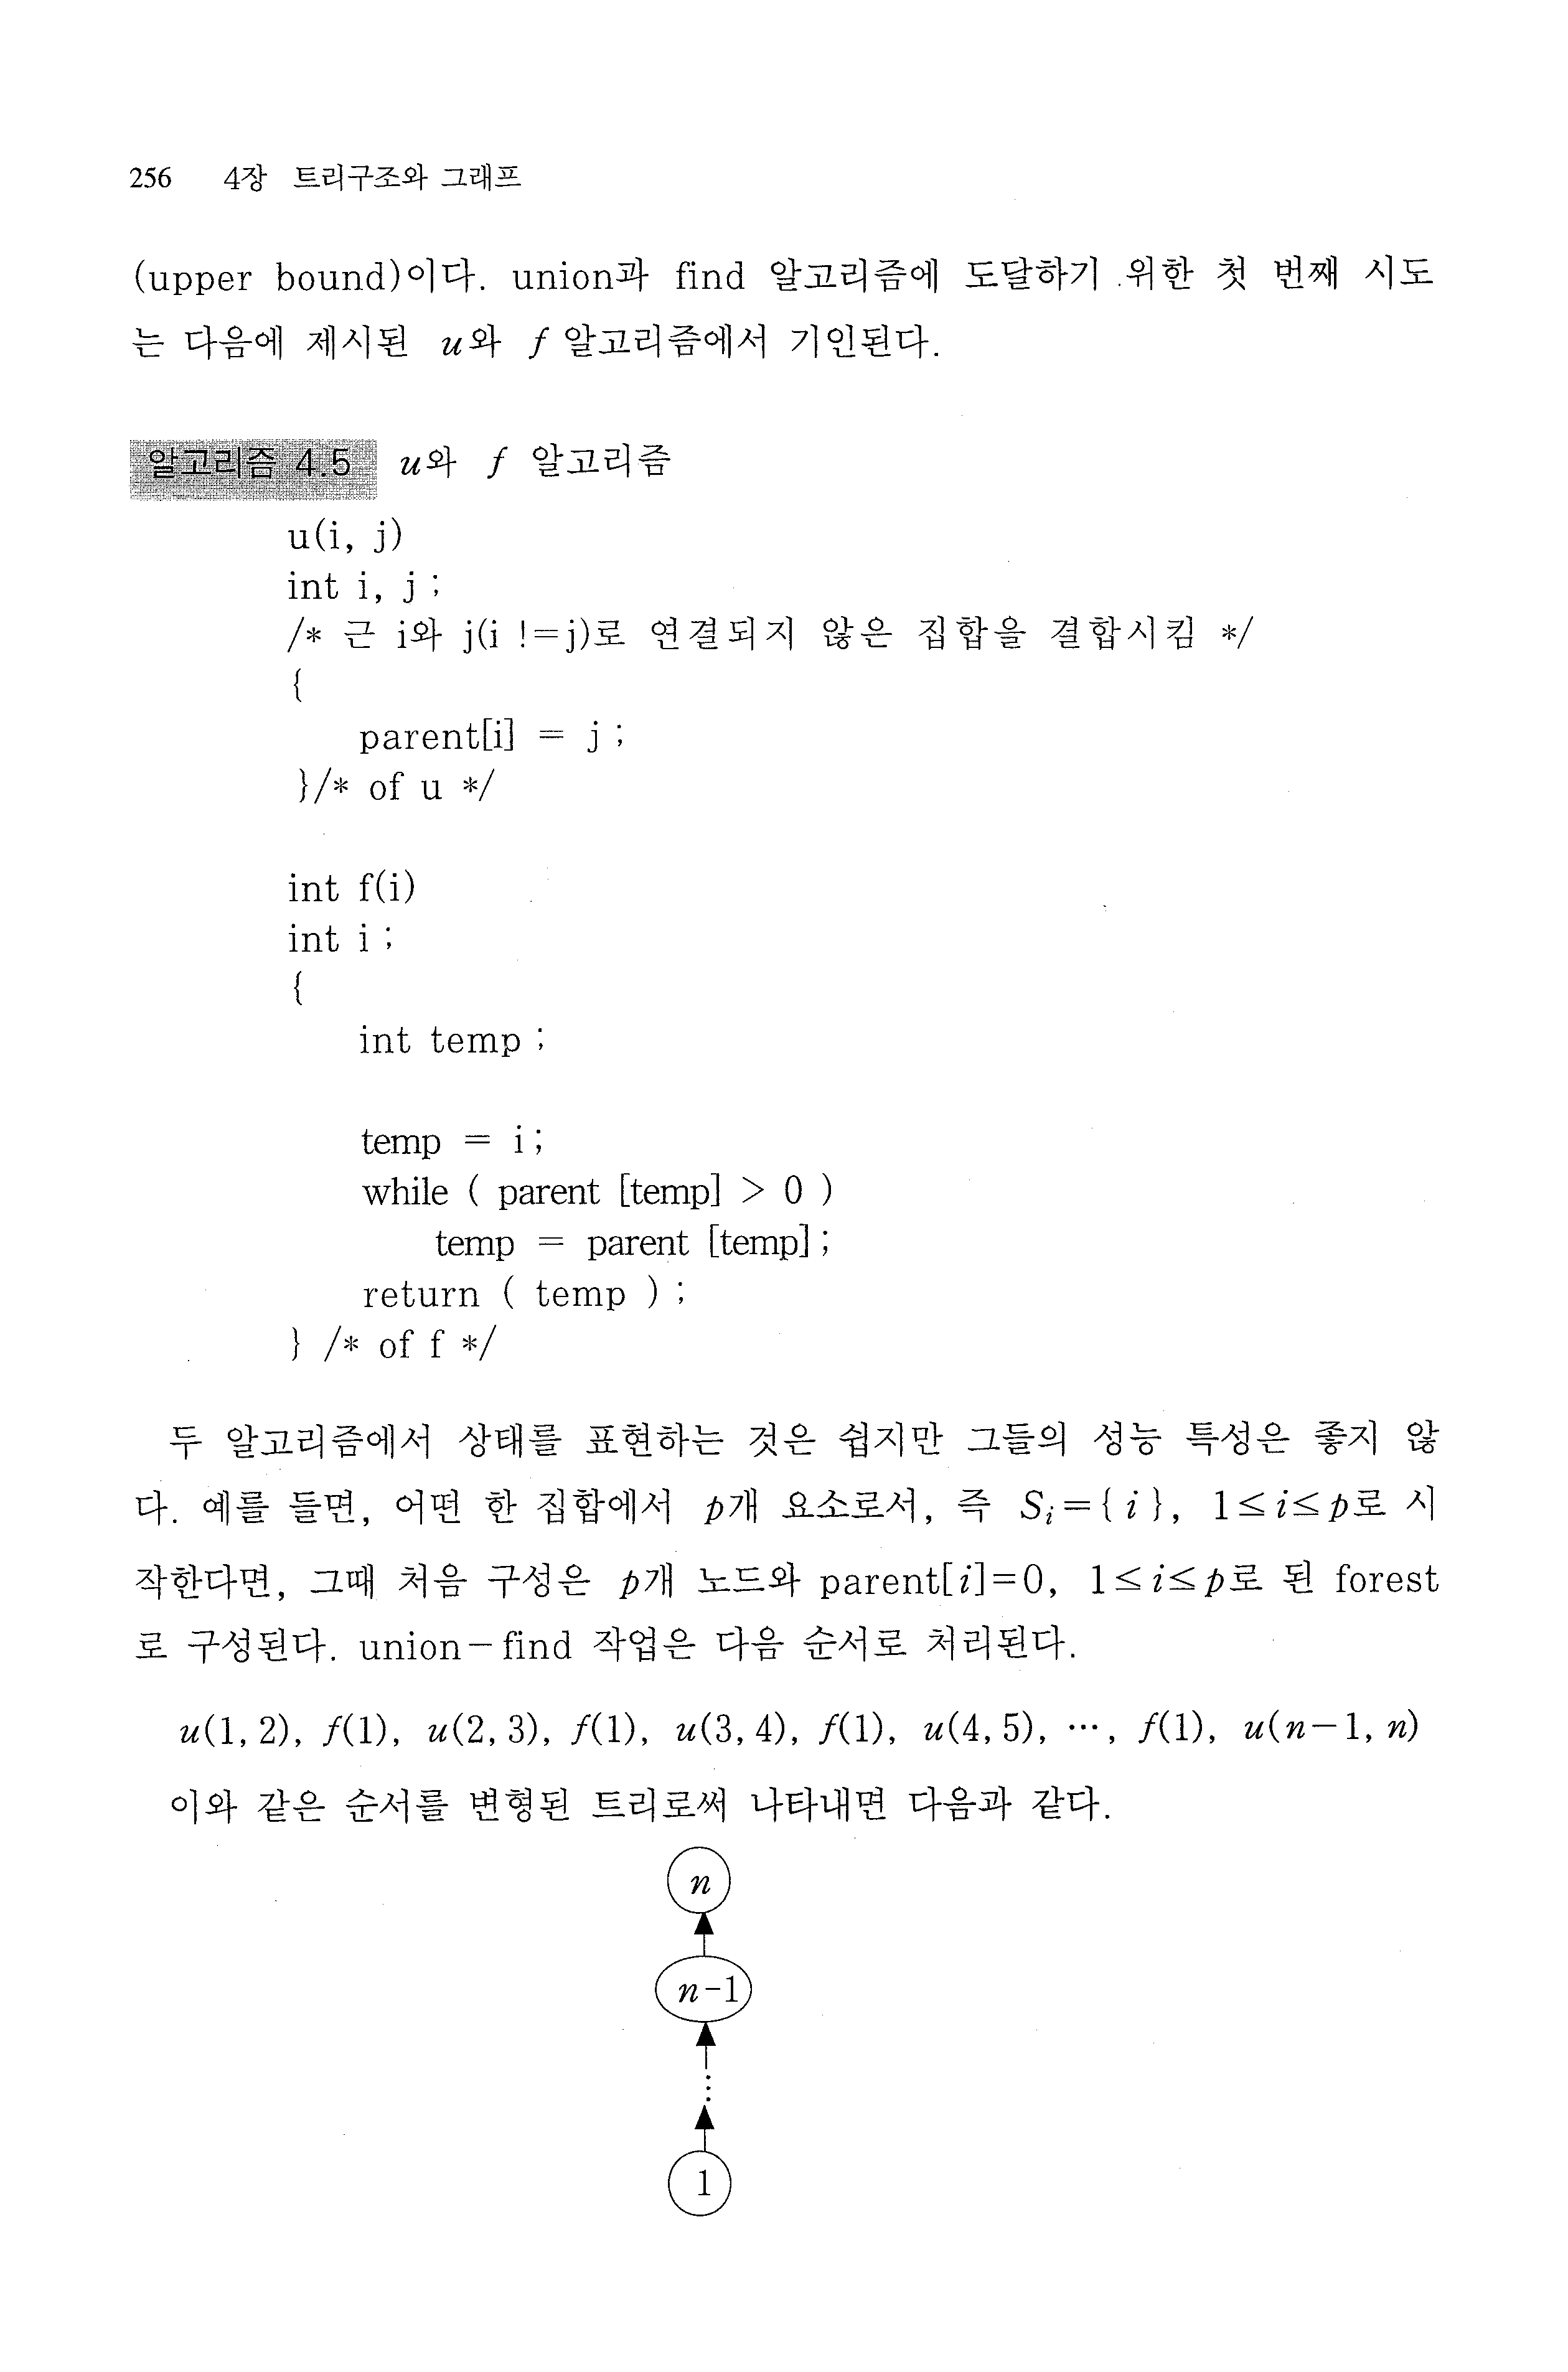 256 4장 트리구조와 그래프
(upper bound)이다. union과 find 알고리즘에 도달하기 위한 첫 번째 시도
는 다음에 제시된 u와 f 알고리즘에서 기인된다.
알고리즘 4.5 u와 f 알고리즘
u(i, j)
int i, j ;
/* 근 i와 j(i !=j)로 연결되지 않은 집합을 결합시킴 */
{
parent[i] = j ;
}/* of u */
int f(i)
int i ;
{
int temp ;
temp = i ;
while ( parent [temp] > 0 )
temp = parent [temp] ;
return ( temp ) ;
} /* of f */
두 알고리즘에서 상태를 표현하는 것은 쉽지만 그들의 성능 특성은 좋지 않
다. 예를 들면, 어떤 한 집합에서 p개 요소로서, 즉 Sᵢ={ i }, 1≤i≤p로 시
작한다면, 그때 처음 구성은 p개 노드와 parent[i]=0, 1≤i≤p로 된 forest
로 구성된다. union-find 작업은 다음 순서로 처리된다.
u(1, 2), f(1), u(2, 3), f(1), u(3, 4), f(1), u(4, 5), …, f(1), u(n-1, n)
이와 같은 순서를 변형된 트리로써 나타내면 다음과 같다.
n
n-1
⋮
1